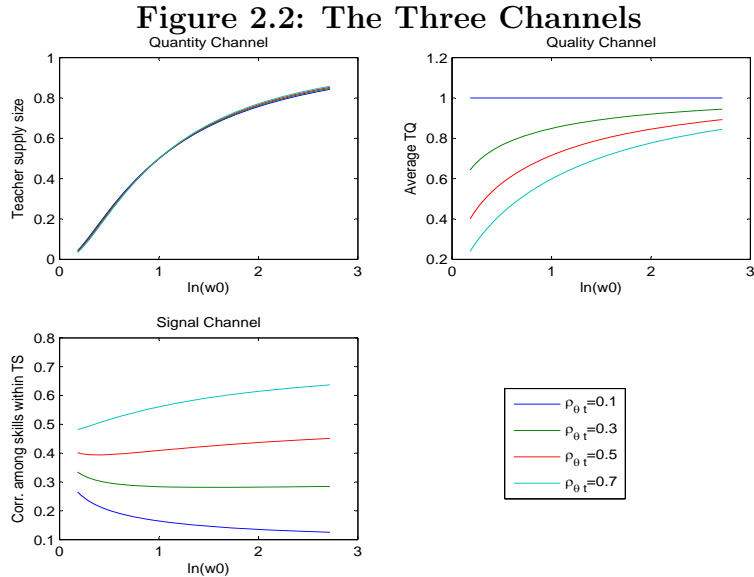 Figure 2.2: The Three Channels
Quantity Channel
1
0.8
0.6
0.4
0.2
0
Teacher supply size
0
1
2
3
ln(w0)
Quality Channel
1.2
1
0.8
0.6
0.4
0.2
Average TQ
0
1
2
3
ln(w0)
Signal Channel
0.8
0.7
0.6
0.5
0.4
0.3
0.2
0.1
Corr. among skills within TS
0
1
2
3
ln(w0)
ρθ t=0.1
ρθ t=0.3
ρθ t=0.5
ρθ t=0.7